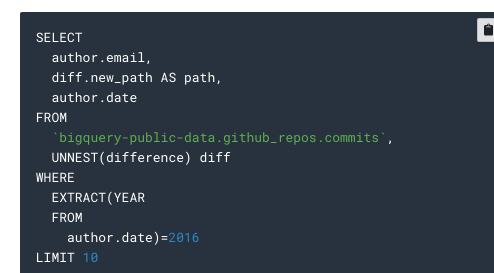 SELECT
  author.email,
  diff.new_path AS path,
  author.date
FROM
  `bigquery-public-data.github_repos.commits`,
  UNNEST(difference) diff
WHERE
  EXTRACT(YEAR
  FROM
    author.date)=2016
LIMIT 10